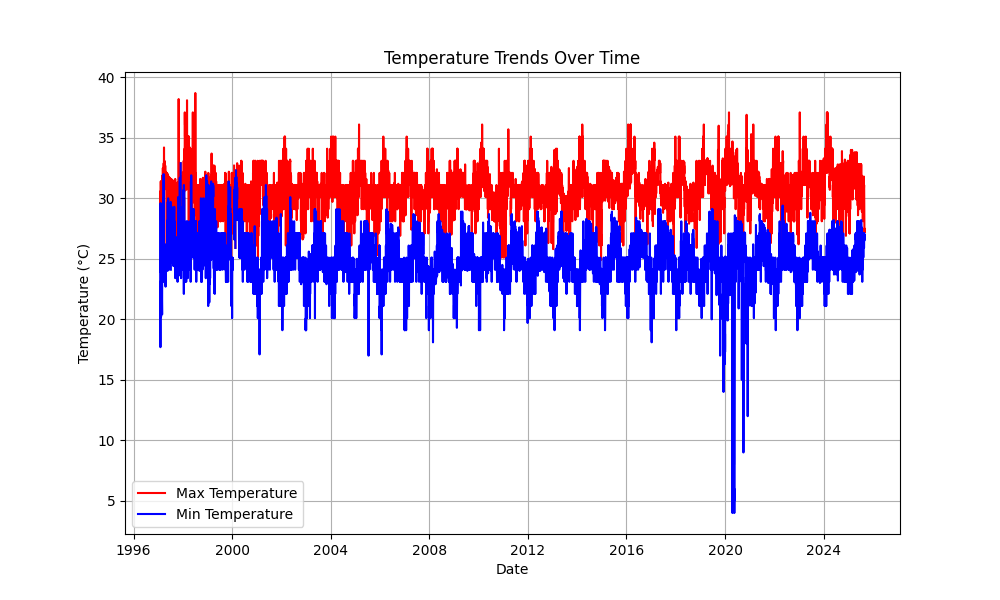 Temperature Trends Over Time
40
35
30
25
20
15
10
5
Temperature (°C)
Max Temperature
Min Temperature
1996 2000 2004 2008 2012 2016 2020 2024
Date